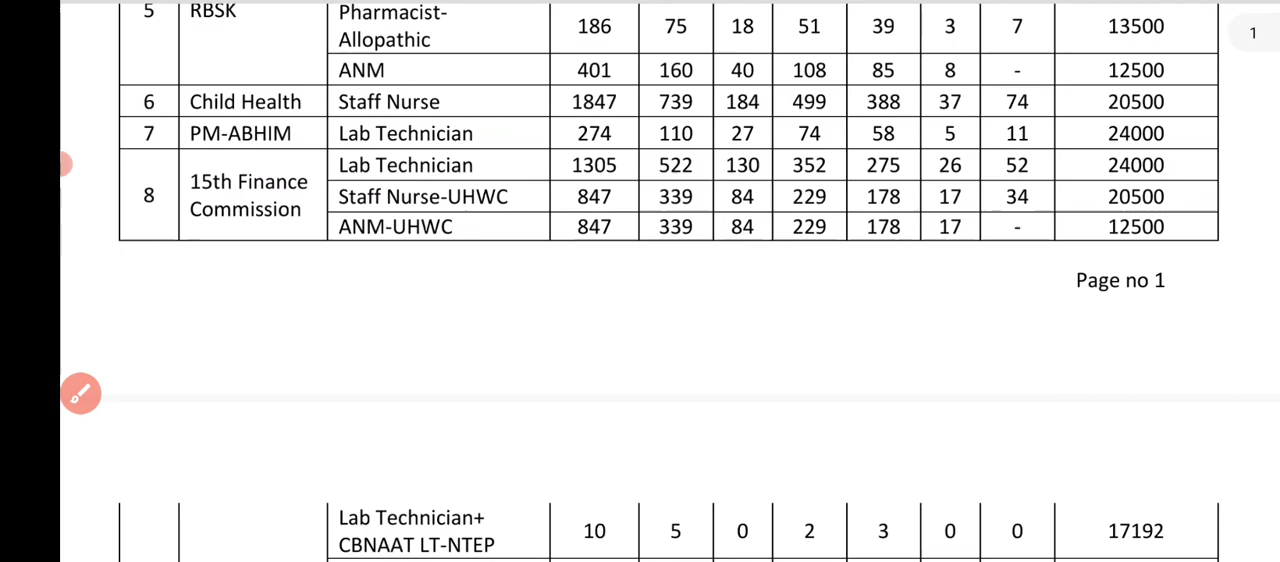 5 RBSK Pharmacist-
Allopathic 186 75 18 51 39 3 7 13500
1
ANM 401 160 40 108 85 8 - 12500
6 Child Health Staff Nurse 1847 739 184 499 388 37 74 20500
7 PM-ABHIM Lab Technician 274 110 27 74 58 5 11 24000
8 15th Finance
Commission Lab Technician 1305 522 130 352 275 26 52 24000
Staff Nurse-UHWC 847 339 84 229 178 17 34 20500
ANM-UHWC 847 339 84 229 178 17 - 12500
Page no 1
Lab Technician+
CBNAAT LT-NTEP 10 5 0 2 3 0 0 17192